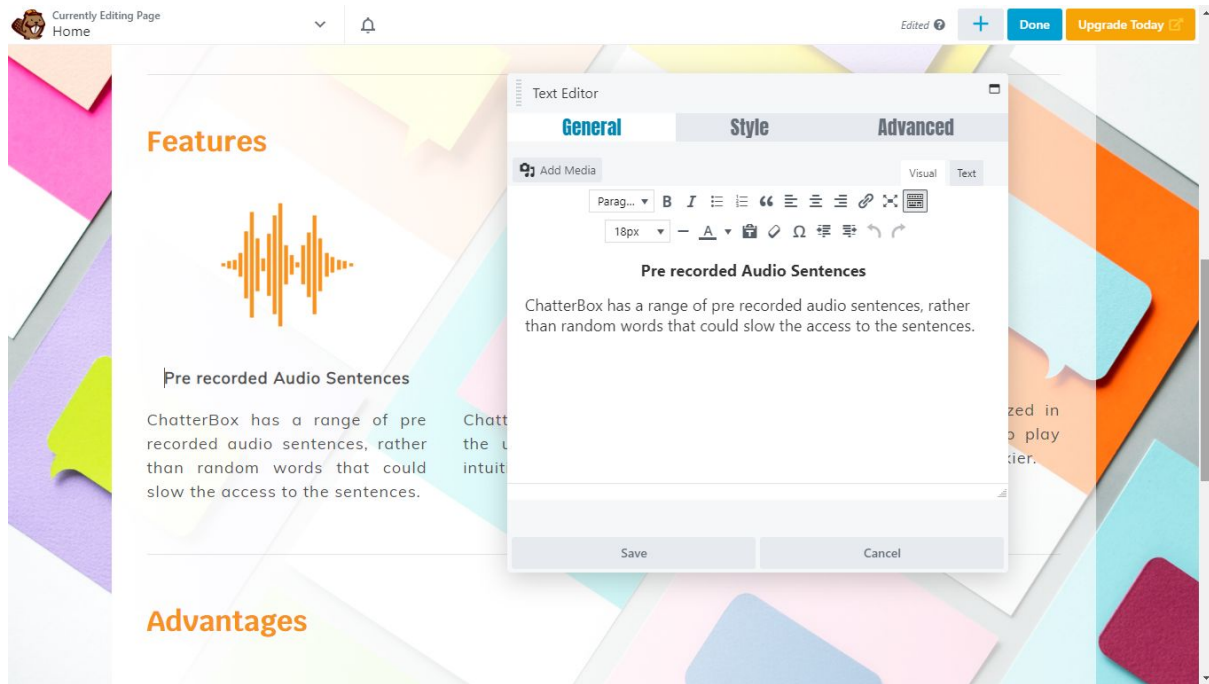 Currently Editing Page
Home
Edited
Done
Upgrade Today
Features
Pre recorded Audio Sentences
ChatterBox has a range of pre
recorded audio sentences, rather
than random words that could
slow the access to the sentences.
Chatt
the u
intuiti
Text Editor
General Style Advanced
Add Media
Visual Text
Parag...
18px
Pre recorded Audio Sentences
ChatterBox has a range of pre recorded audio sentences, rather
than random words that could slow the access to the sentences.
Save Cancel
zed in
play
kier.
Advantages